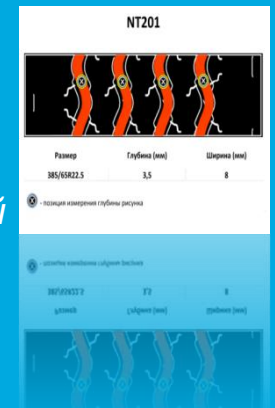 NT201
Размер Глубина (мм) Ширина (мм)
385/65R22.5 3,5 8
- позиция измерения глубины рисунка
й